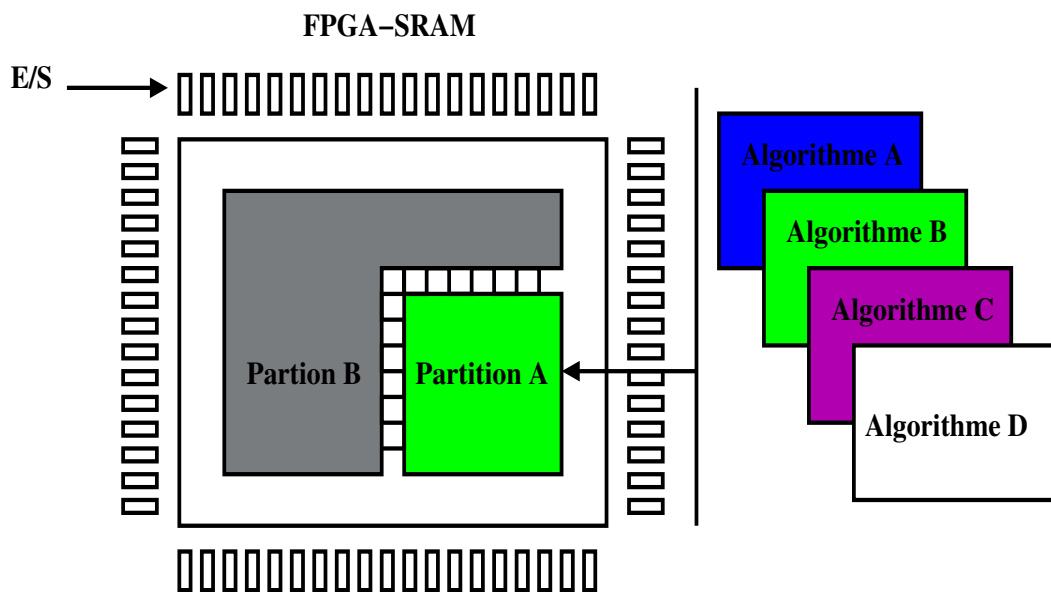 FPGA–SRAM
E/S
Algorithme A
Algorithme B
Algorithme C
Partion B
Partition A
Algorithme D